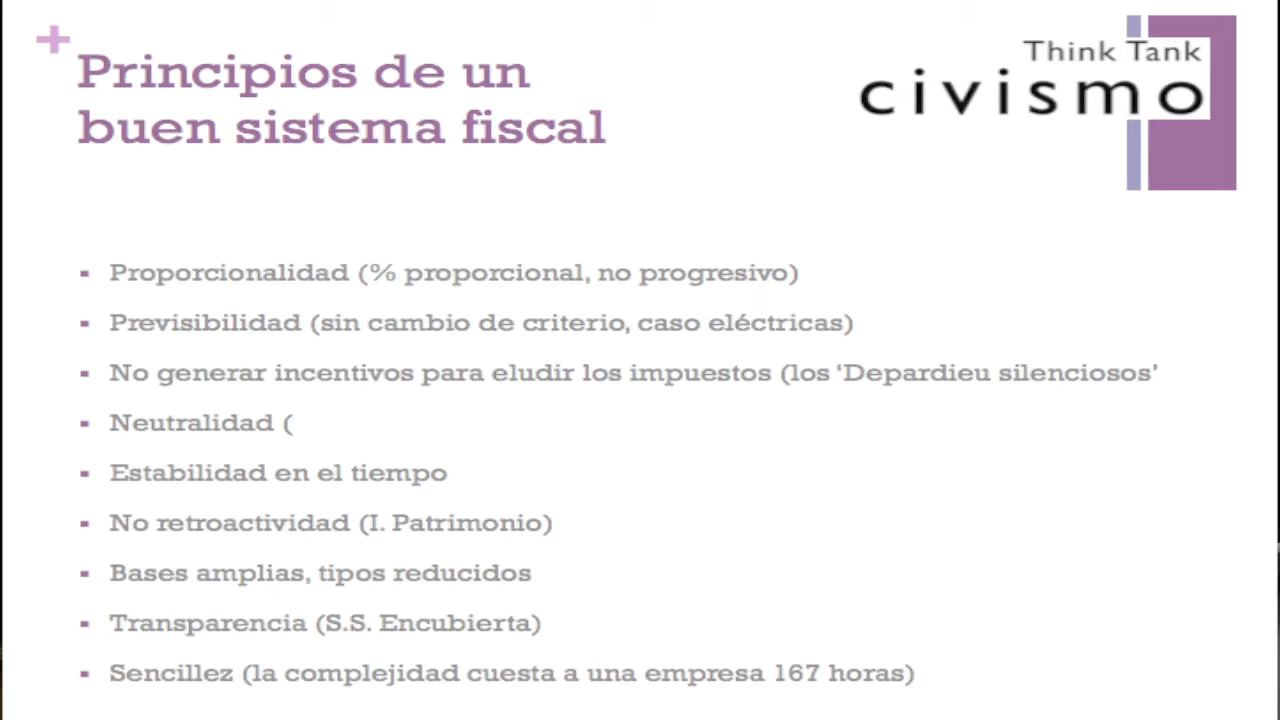 +
Principios de un
buen sistema fiscal
Think Tank
civismo
▪ Proporcionalidad (% proporcional, no progresivo)
▪ Previsibilidad (sin cambio de criterio, caso eléctricas)
▪ No generar incentivos para eludir los impuestos (los ‘Depardieu silenciosos’
▪ Neutralidad (
▪ Estabilidad en el tiempo
▪ No retroactividad (I. Patrimonio)
▪ Bases amplias, tipos reducidos
▪ Transparencia (S.S. Encubierta)
▪ Sencillez (la complejidad cuesta a una empresa 167 horas)